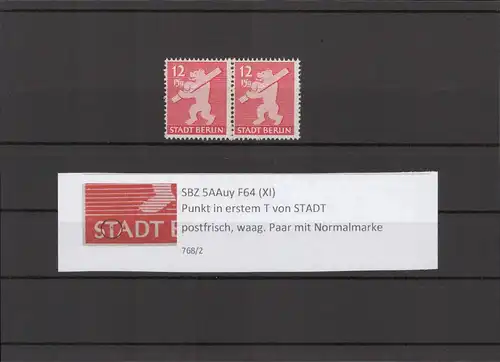 12 12
Pfg Pfg
STADT BERLIN STADT BERLIN
SBZ 5AAuy F64 (XI)
Punkt in erstem T von STADT
postfrisch, waag. Paar mit Normalmarke
768/2
STADT B